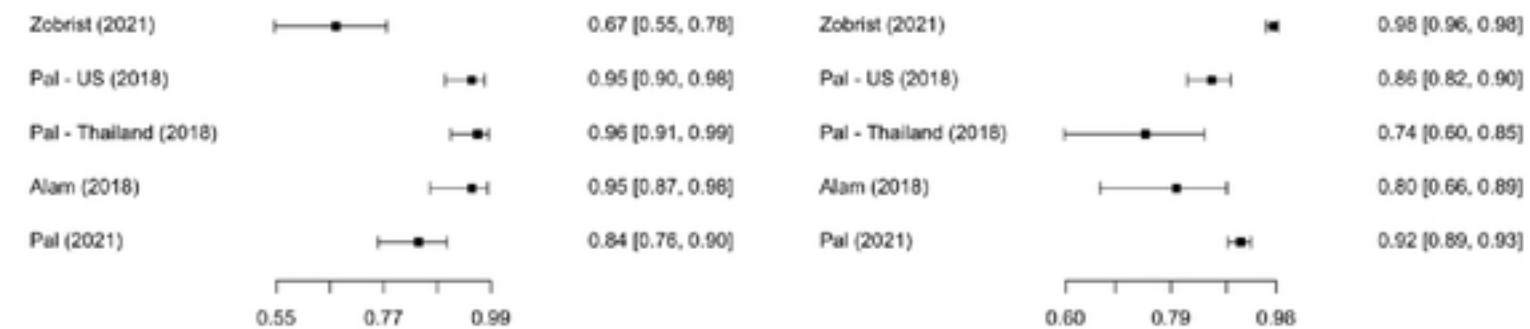 Zobrist (2021) 0.67 [0.55, 0.78] Zobrist (2021) 0.98 [0.96, 0.98]
Pal - US (2018) 0.95 [0.90, 0.98] Pal - US (2018) 0.86 [0.82, 0.90]
Pal - Thailand (2018) 0.96 [0.91, 0.99] Pal - Thailand (2018) 0.74 [0.60, 0.85]
Alam (2018) 0.95 [0.87, 0.98] Alam (2018) 0.80 [0.66, 0.89]
Pal (2021) 0.84 [0.76, 0.90] Pal (2021) 0.92 [0.89, 0.93]
0.55 0.77 0.99 0.60 0.79 0.98